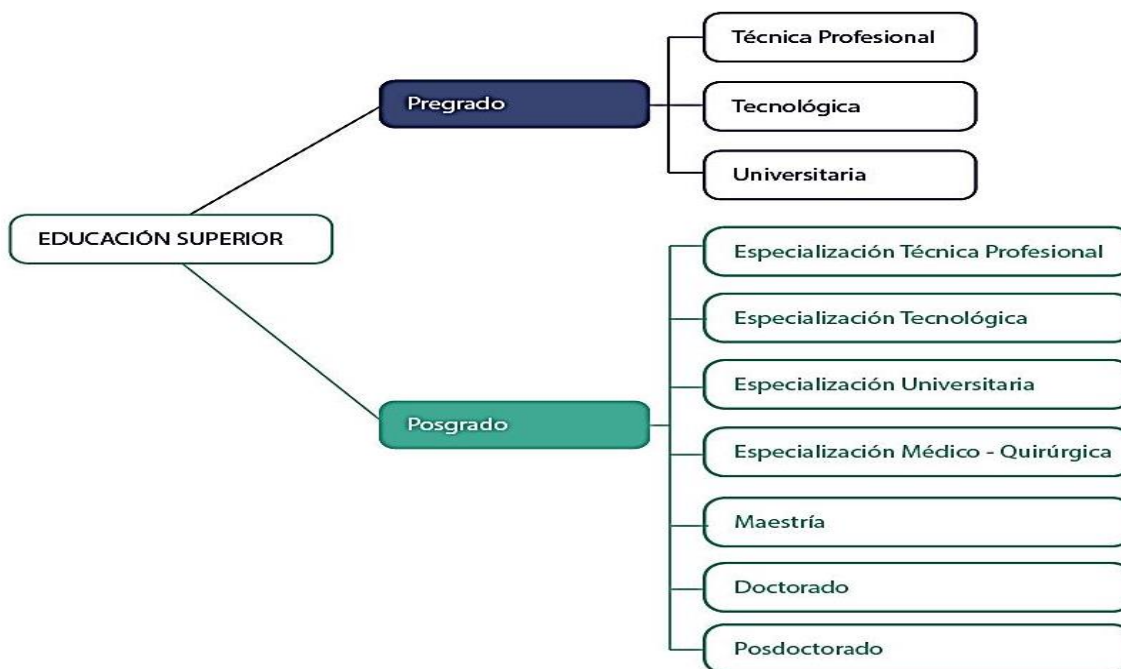 Técnica Profesional
Pregrado
Tecnológica
Universitaria
EDUCACIÓN SUPERIOR
Especialización Técnica Profesional
Especialización Tecnológica
Especialización Universitaria
Posgrado
Especialización Médico - Quirúrgica
Maestría
Doctorado
Posdoctorado